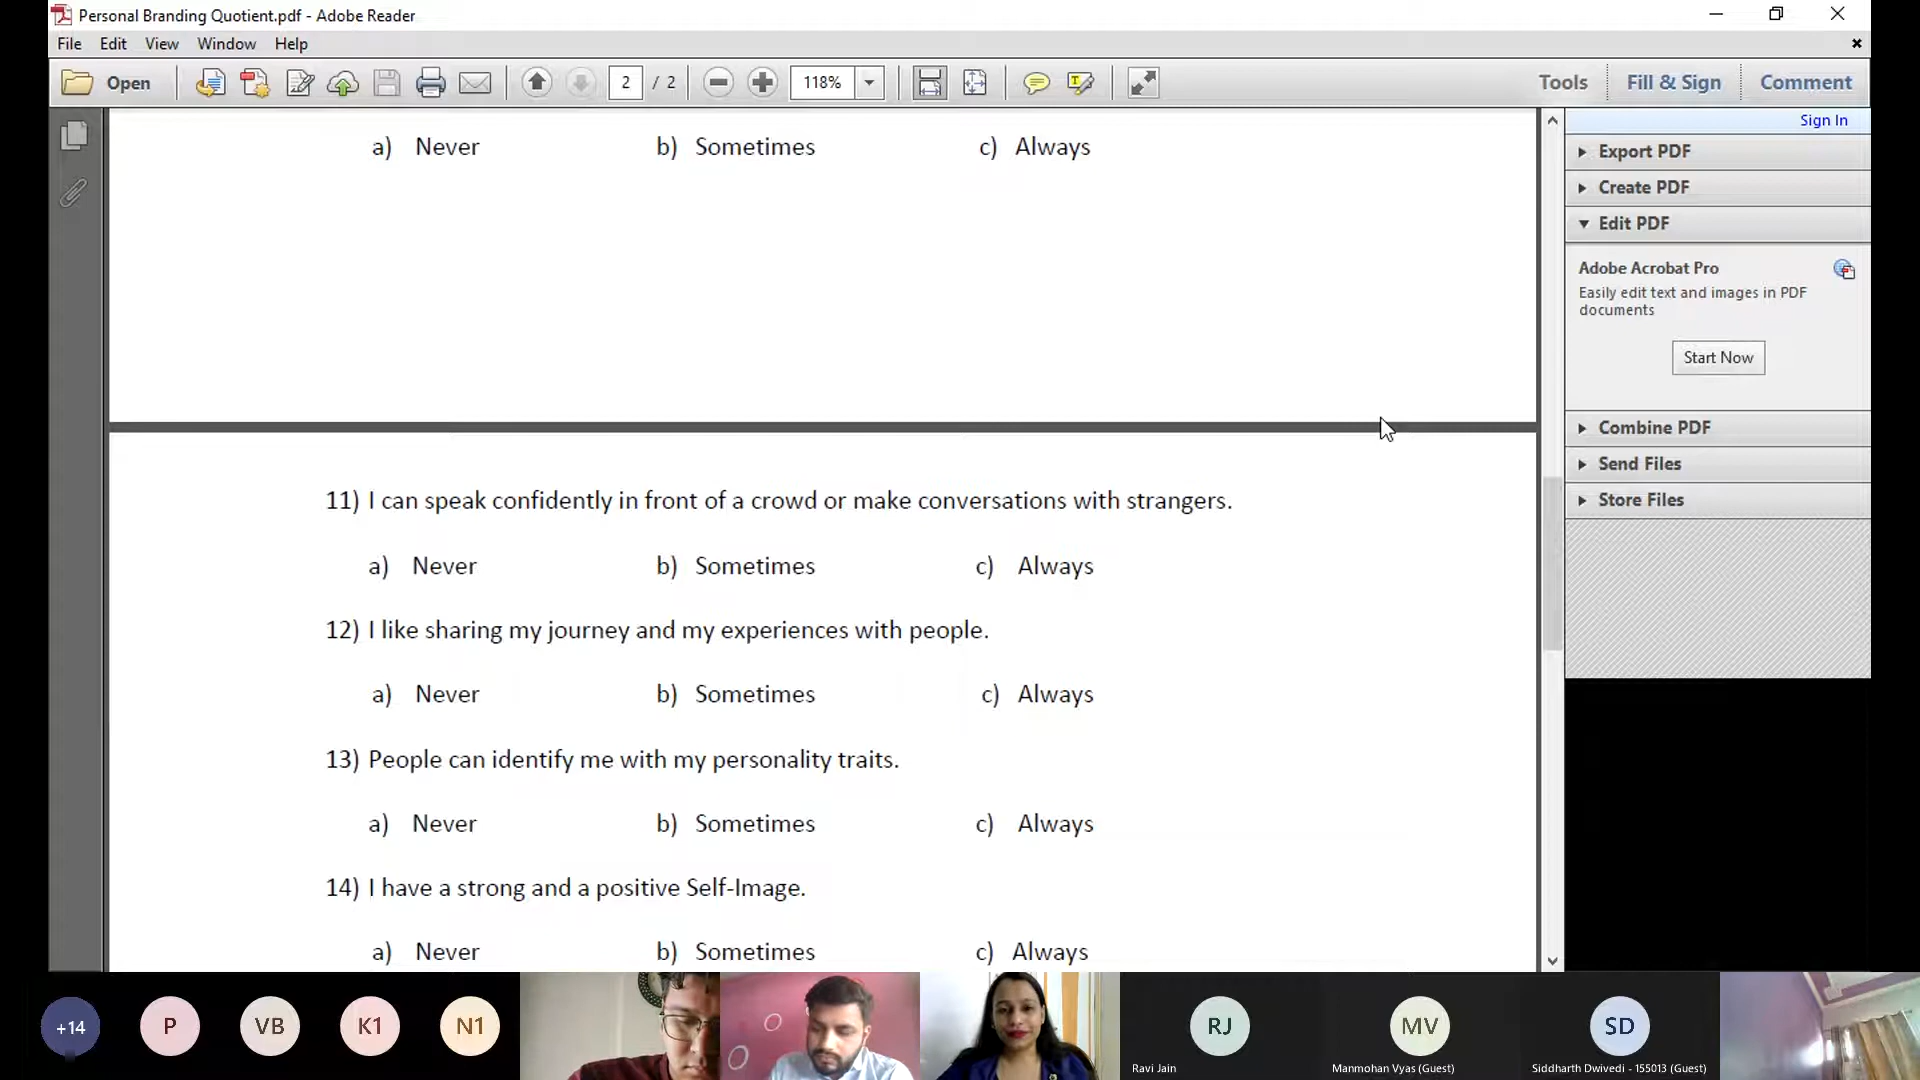 Personal Branding Quotient.pdf - Adobe Reader
File Edit View Window Help
Open 2 / 2 118% Tools Fill & Sign Comment
Sign In
Export PDF
Create PDF
Edit PDF
Adobe Acrobat Pro
Easily edit text and images in PDF
documents
Start Now
Combine PDF
Send Files
Store Files
a) Never b) Sometimes c) Always
11) I can speak confidently in front of a crowd or make conversations with strangers.
a) Never b) Sometimes c) Always
12) I like sharing my journey and my experiences with people.
a) Never b) Sometimes c) Always
13) People can identify me with my personality traits.
a) Never b) Sometimes c) Always
14) I have a strong and a positive Self-Image.
a) Never b) Sometimes c) Always
+14 P VB K1 N1 RJ MV SD
Ravi Jain Manmohan Vyas (Guest) Siddharth Dwivedi - 155013 (Guest)